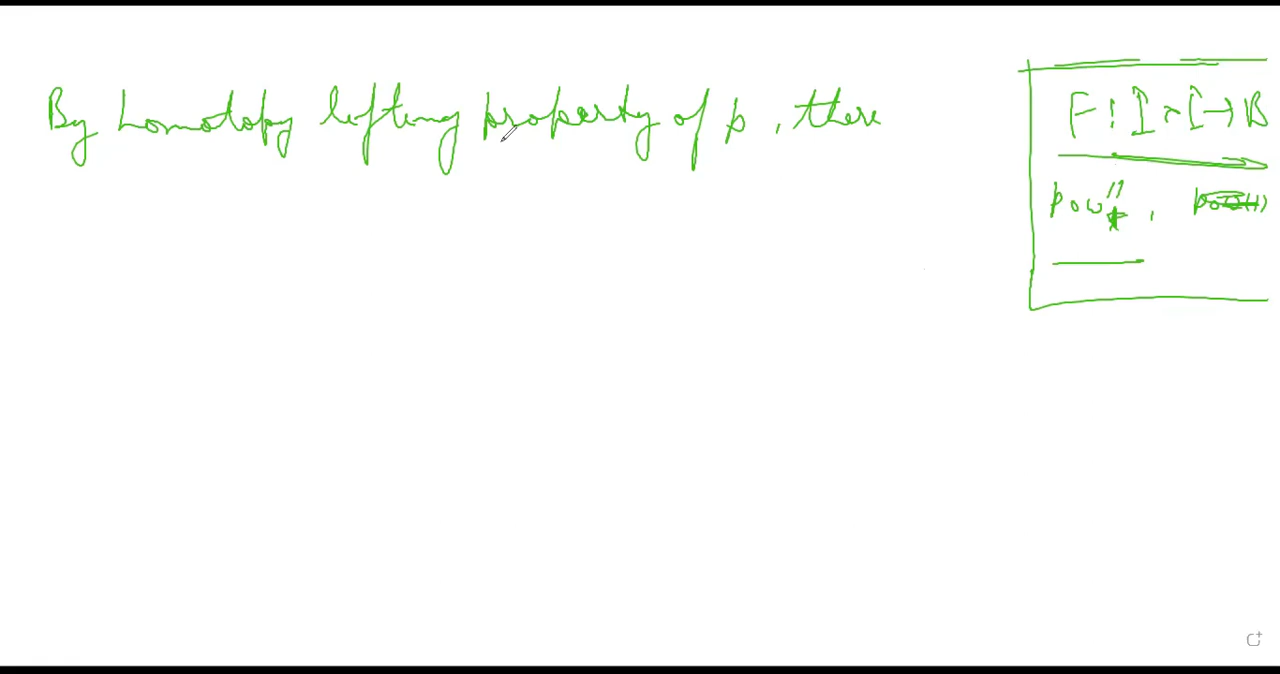 By homotopy lifting property of p, there
F : I × I → B
p o w",